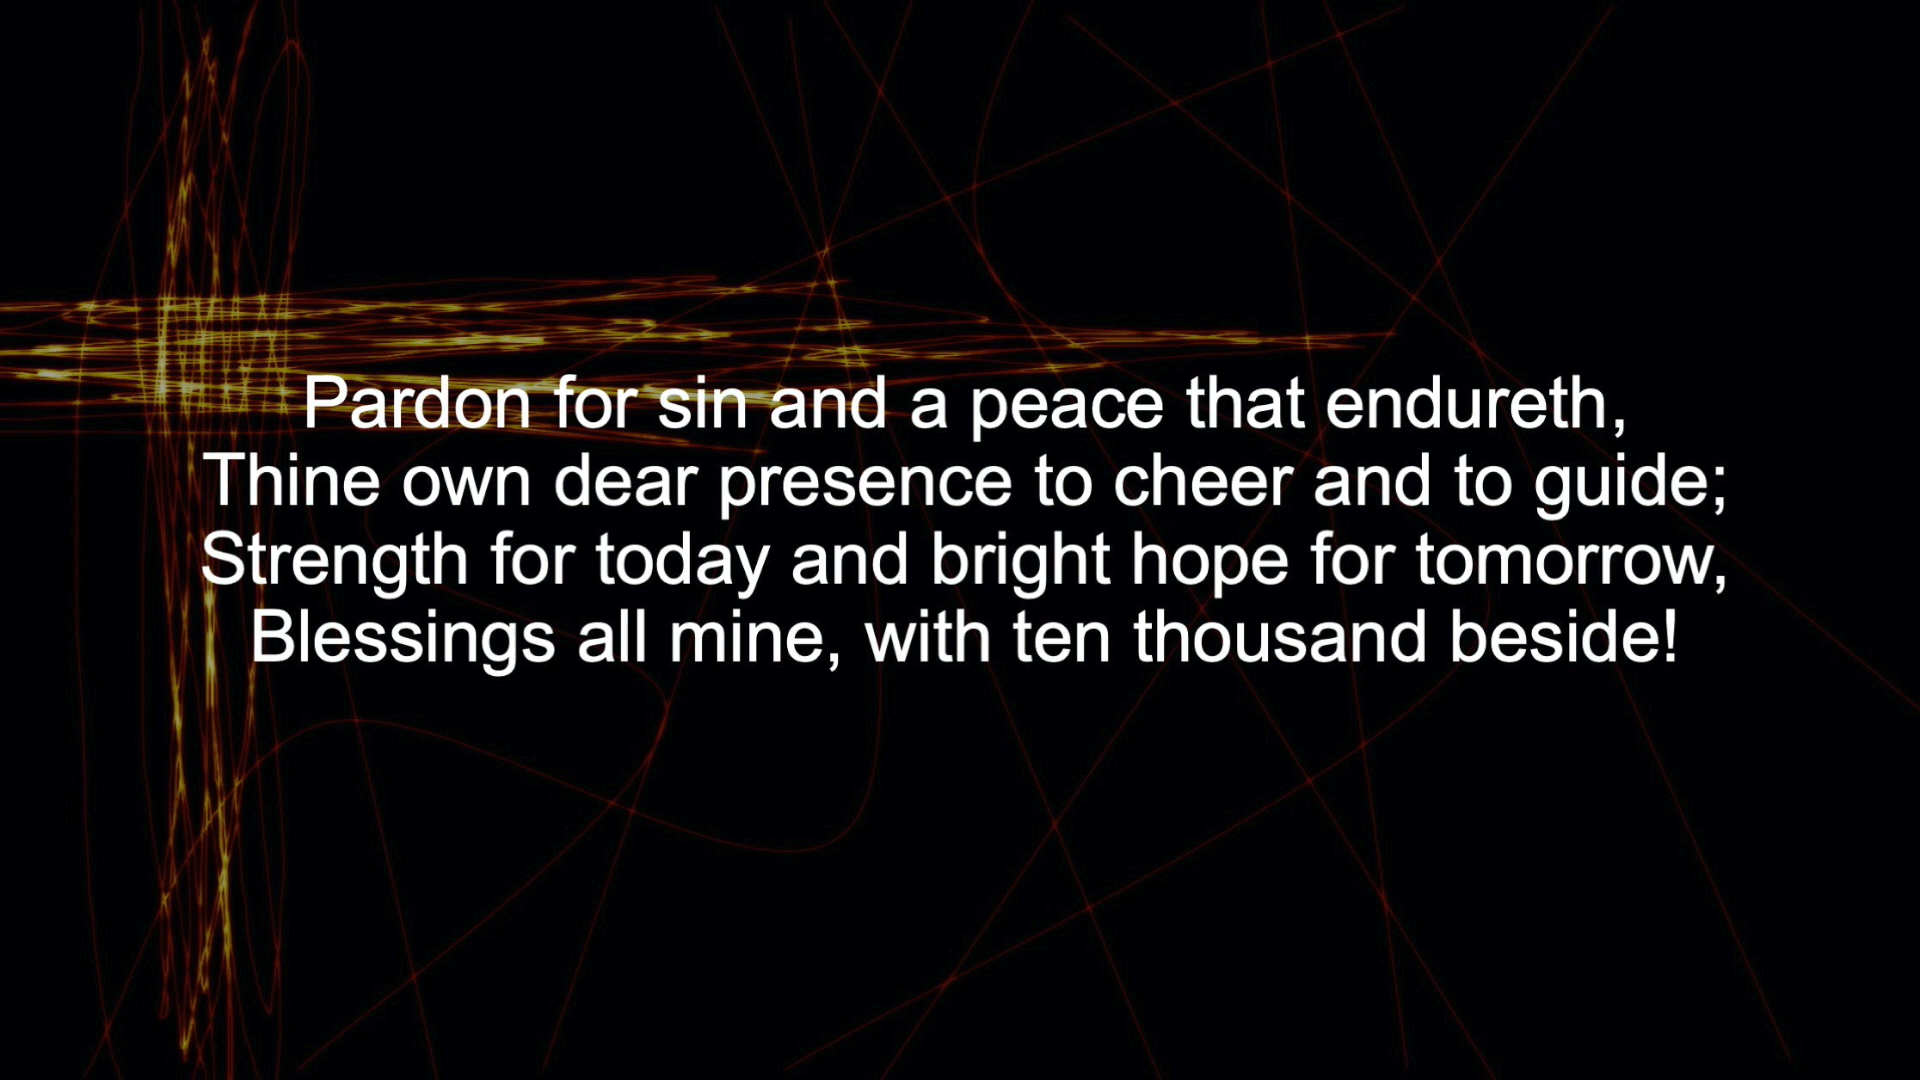 Pardon for sin and a peace that endureth,
Thine own dear presence to cheer and to guide;
Strength for today and bright hope for tomorrow,
Blessings all mine, with ten thousand beside!